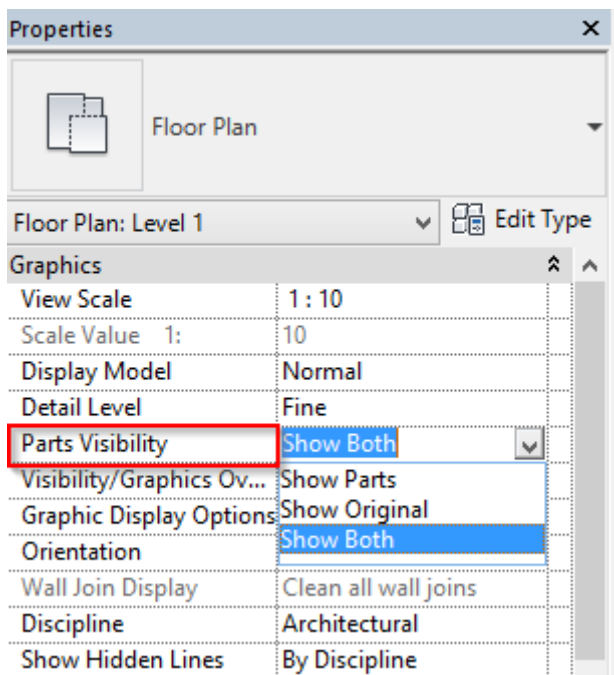 Properties
Floor Plan
Floor Plan: Level 1 Edit Type
Graphics
View Scale 1 : 10
Scale Value 1: 10
Display Model Normal
Detail Level Fine
Parts Visibility Show Both
Visibility/Graphics Ov... Show Parts
Graphic Display Options Show Original
Orientation Show Both
Wall Join Display Clean all wall joins
Discipline Architectural
Show Hidden Lines By Discipline